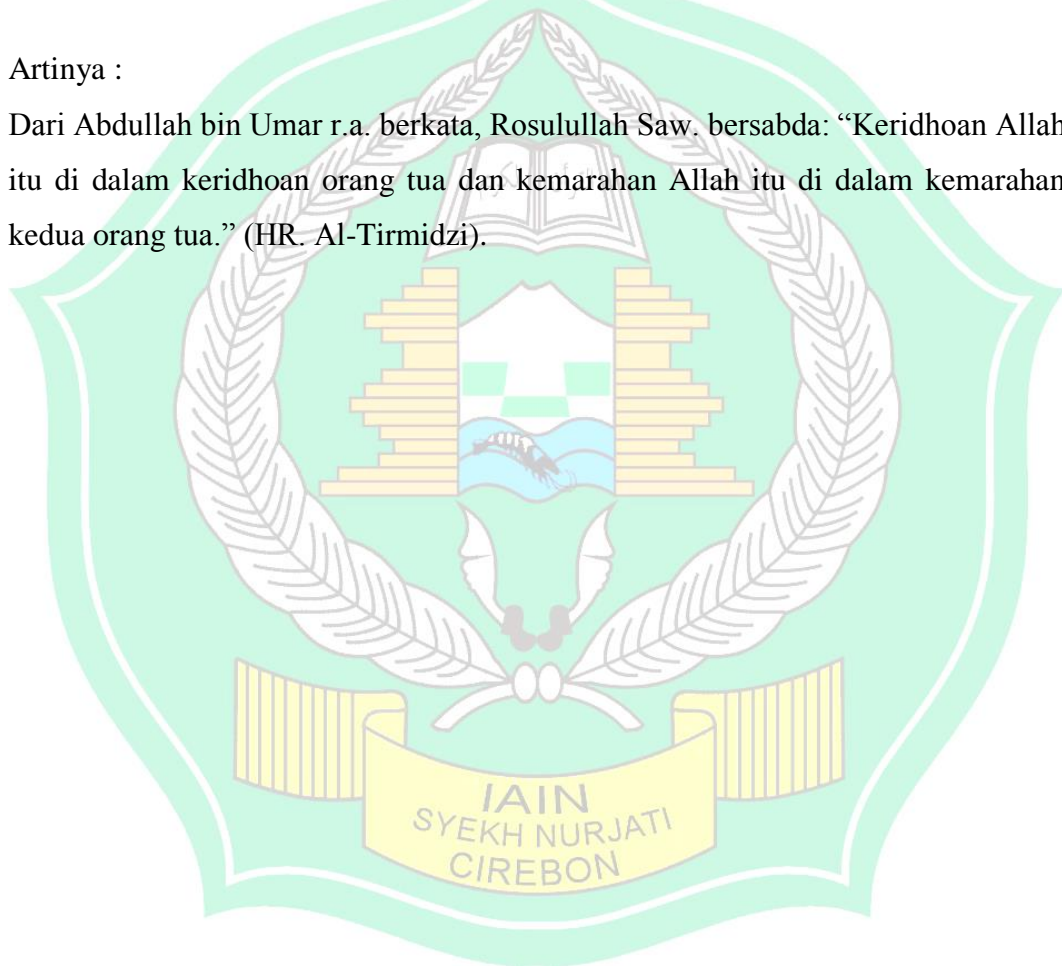 Artinya :
Dari Abdullah bin Umar r.a. berkata, Rosulullah Saw. bersabda: “Keridhoan Allah
itu di dalam keridhoan orang tua dan kemarahan Allah itu di dalam kemarahan
kedua orang tua.” (HR. Al-Tirmidzi).
IAIN
SYEKH NURJATI
CIREBON